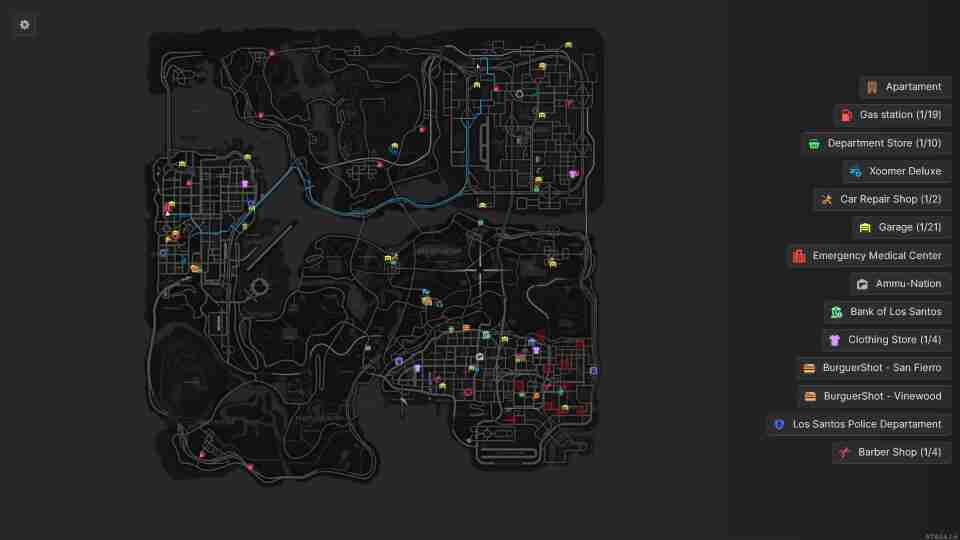 Apartament
Gas station (1/19)
Department Store (1/10)
Xoomer Deluxe
Car Repair Shop (1/2)
Garage (1/21)
Emergency Medical Center
Ammu-Nation
Bank of Los Santos
Clothing Store (1/4)
BurguerShot - San Fierro
BurguerShot - Vinewood
Los Santos Police Departament
Barber Shop (1/4)